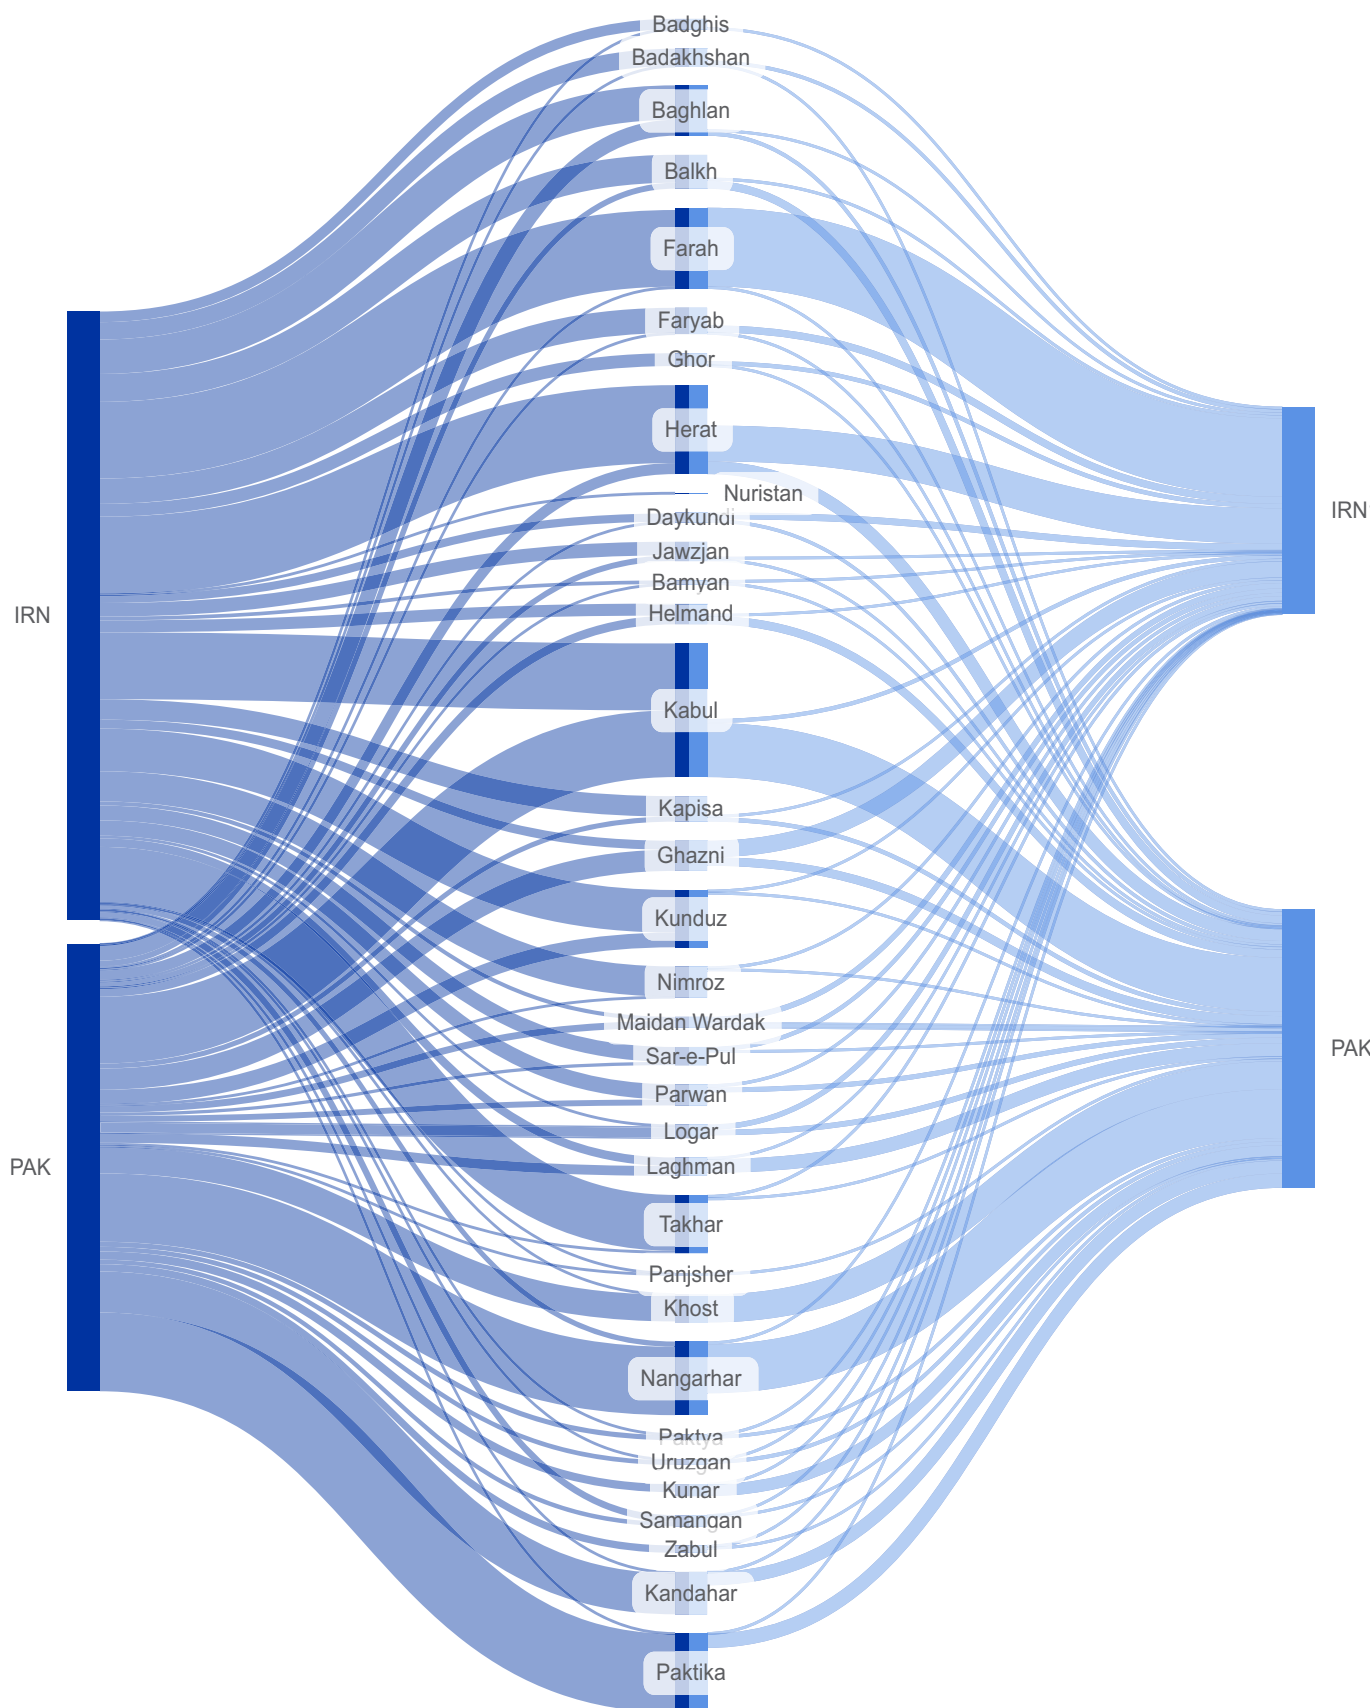 Badghis
Badakhshan
Baghlan
Balkh
Farah
Faryab
Ghor
Herat
Nuristan
IRN
Daykundi
Jawzjan
Bamyan
Helmand
IRN
Kabul
Kapisa
Ghazni
Kunduz
Nimroz
Maidan Wardak
PAK
Sar-e-Pul
Parwan
Logar
Laghman
PAK
Takhar
Panjsher
Khost
Nangarhar
Paktya
Uruzgan
Kunar
Samangan
Zabul
Kandahar
Paktika